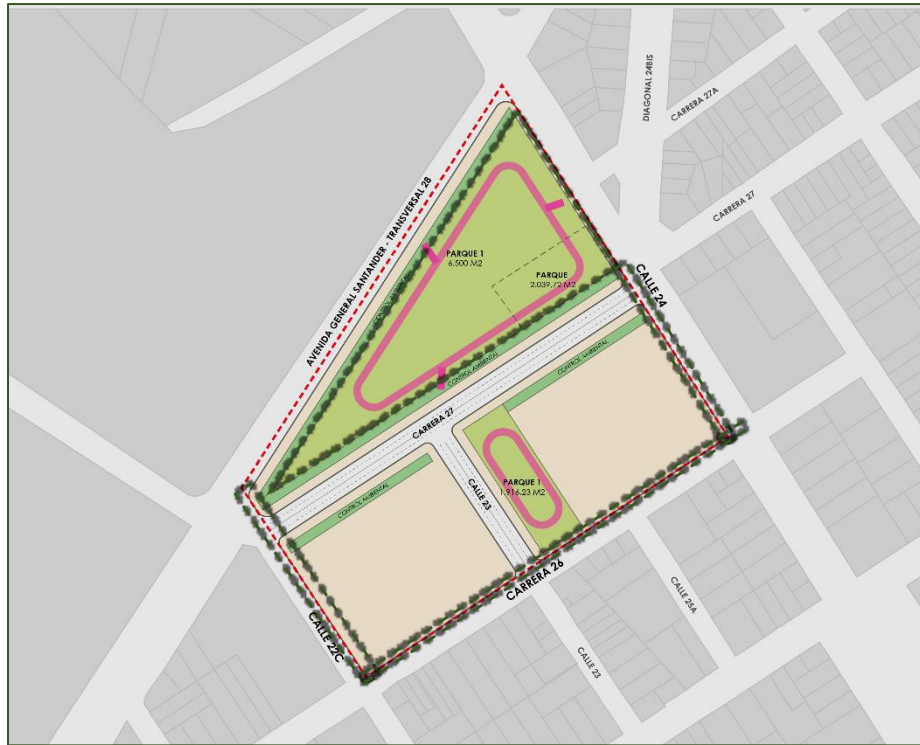 DIAGONAL 24BIS
CARRERA 27A
CARRERA 27
AVENIDA GENERAL SANTANDER - TRANSVERSAL 28
PARQUE 1
6.500 M2
PARQUE
2.039,72 M2
CALLE 24
CONTROL AMBIENTAL
CONTROL AMBIENTAL
CONTROL AMBIENTAL
CARRERA 27
PARQUE 1
1.916.23 M2
CALLE 23
CONTROL AMBIENTAL
CARRERA 26
CALLE 25A
CALLE 22C
CALLE 23